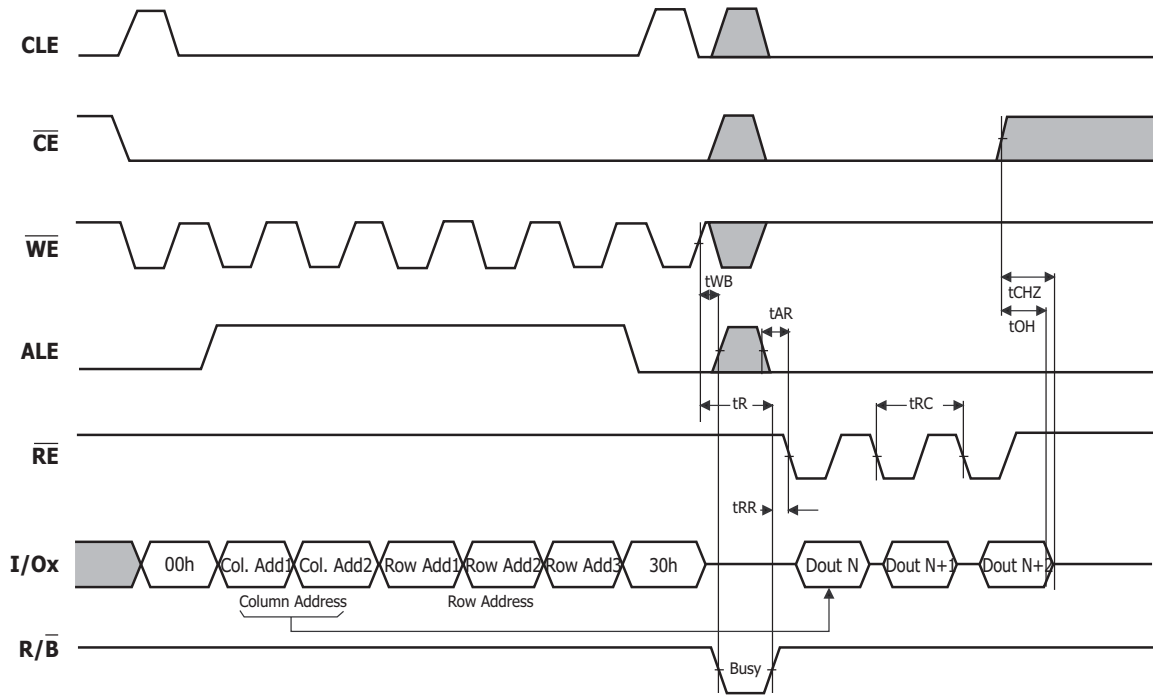 CLE
CE
WE
tWB
tCHZ
tAR
tOH
ALE
tR
tRC
RE
tRR
I/Ox
00h
Col. Add1
Col. Add2
Row Add1
Row Add2
Row Add3
30h
Dout N
Dout N+1
Dout N+2
Column Address
Row Address
R/B
Busy